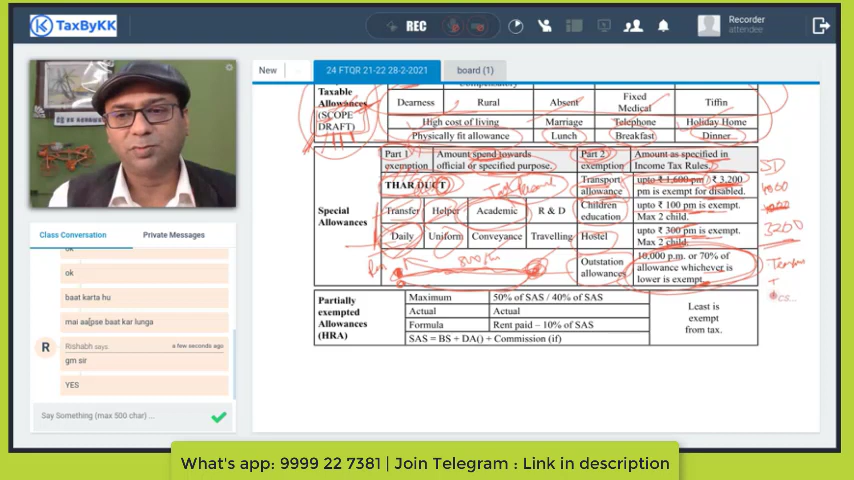 TaxByKK
REC
Recorder
attendee
New
24 FTQR 21-22 28-2-2021
board (1)
Taxable
Allowances
(SCOPE
DRAFT)
Dearness
Rural
Absent
Fixed
Medical
Tiffin
High cost of living
Marriage
Telephone
Holiday Home
Physically fit allowance
Lunch
Breakfast
Dinner
Special
Allowances
Part 1
exemption
Amount spend towards
official or specified purpose.
Part 2
exemption
Amount as specified in
Income Tax Rules.
THAR DUCT
Transport
allowance
upto ₹ 1,600 pm ₹ 3,200
pm is exempt for disabled.
Transfer
Helper
Academic
R & D
Children
education
upto ₹ 100 pm is exempt.
Max 2 child.
Daily
Uniform
Conveyance
Travelling
Hostel
upto ₹ 300 pm is exempt.
Max 2 child.
Outstation
allowances
10,000 p.m. or 70% of
allowance whichever is
lower is exempt
3200
Partially
exempted
Allowances
(HRA)
Maximum
50% of SAS / 40% of SAS
Actual
Actual
Formula
Rent paid – 10% of SAS
SAS = BS + DA() + Commission (if)
Least is
exempt
from tax.
Class Conversation
Private Messages
ok
ok
baat karta hu
mai aapse baat kar lunga
R
Rishabh says
a few seconds ago
gm sir
YES
Say Something (max 500 char) ...
What's app: 9999 22 7381 | Join Telegram : Link in description